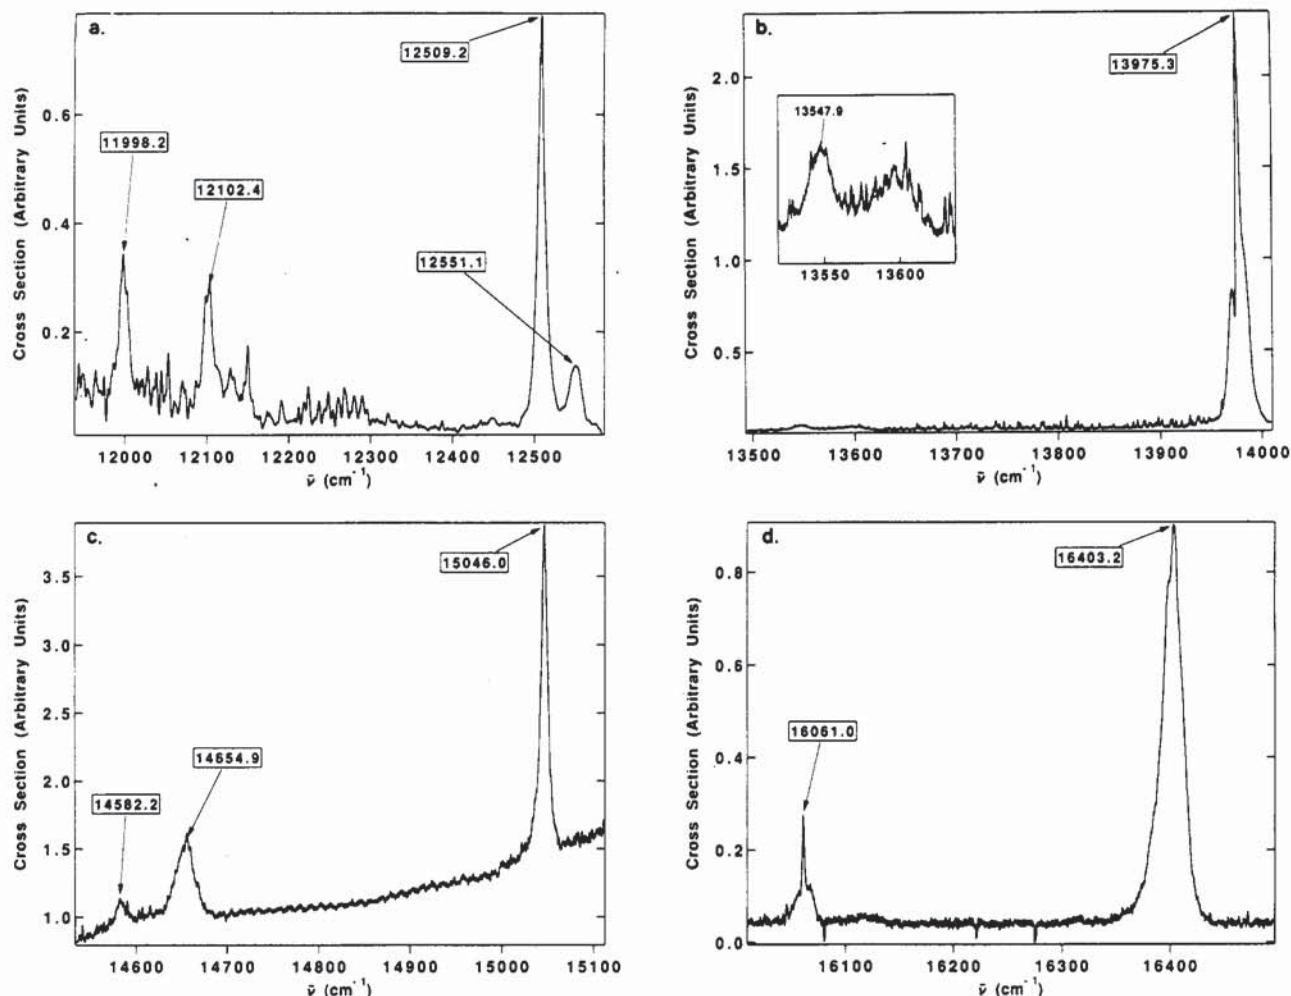 a.
Cross Section (Arbitrary Units)
0.6
0.4
0.2
12509.2
11998.2
12102.4
12551.1
12000 12100 12200 12300 12400 12500
ν̄ (cm⁻¹)
b.
Cross Section (Arbitrary Units)
2.0
1.5
1.0
0.5
13975.3
13547.9
13550 13600
13500 13600 13700 13800 13900 14000
ν̄ (cm⁻¹)
c.
Cross Section (Arbitrary Units)
3.5
3.0
2.5
2.0
1.5
1.0
15046.0
14654.9
14582.2
14600 14700 14800 14900 15000 15100
ν̄ (cm⁻¹)
d.
Cross Section (Arbitrary Units)
0.8
0.6
0.4
0.2
0.0
16403.2
16061.0
16100 16200 16300 16400
ν̄ (cm⁻¹)